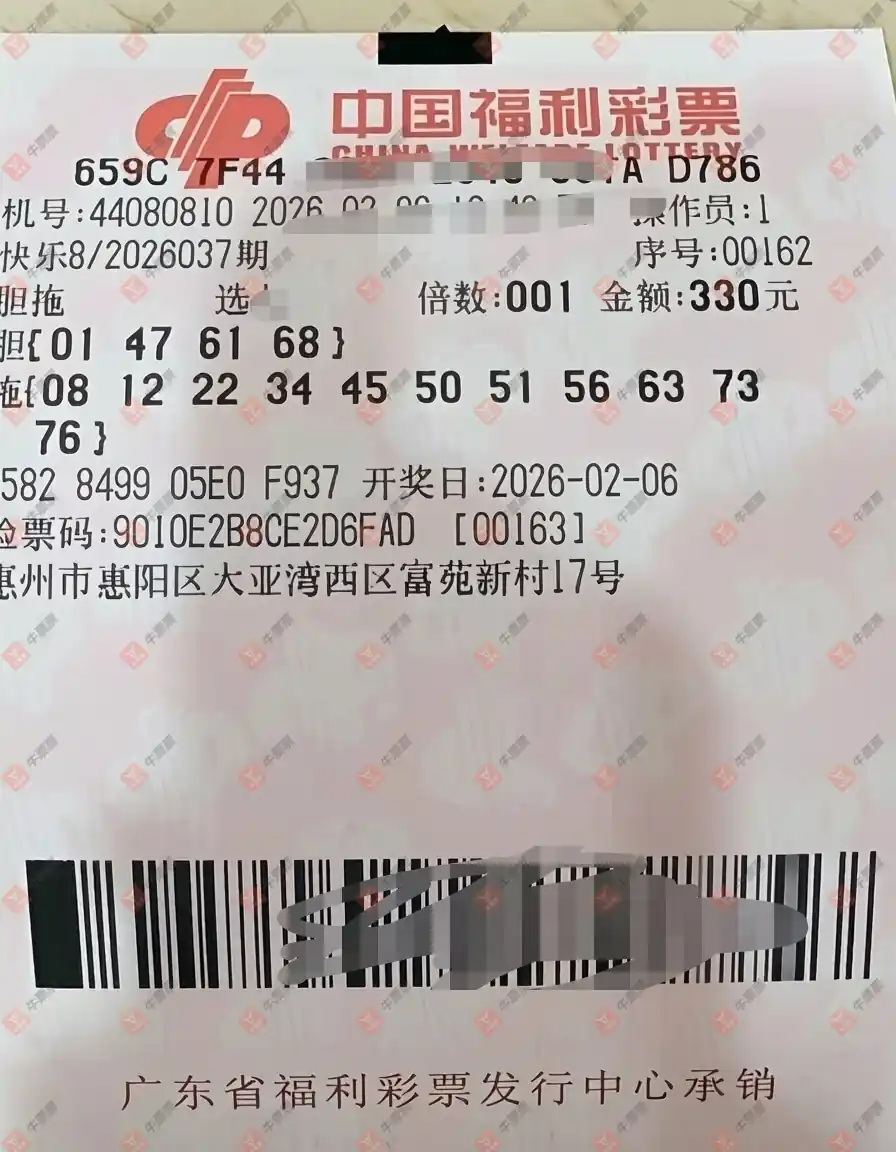 中国福利彩票
CHINA WELFARE LOTTERY
659C 7F44 D786
机号:44080810 2026 操作员:1
快乐8/2026037期 序号:00162
胆拖 选 倍数:001 金额:330元
胆{01 47 61 68}
拖{08 12 22 34 45 50 51 56 63 73
76}
582 8499 05E0 F937 开奖日:2026-02-06
验票码:9010E2B8CE2D6FAD [00163]
惠州市惠阳区大亚湾西区富苑新村17号
广东省福利彩票发行中心承销